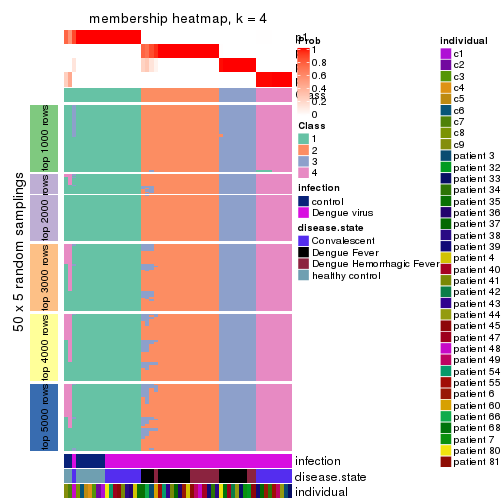 membership heatmap, k = 4
p1
Prob
1
0.8
0.6
0.4
0.2
0
Class
1
2
3
4
infection
control
Dengue virus
disease.state
Convalescent
Dengue Fever
Dengue Hemorrhagic Fever
healthy control
individual
c1
c2
c3
c4
c5
c6
c7
c8
c9
patient 3
patient 32
patient 33
patient 34
patient 35
patient 36
patient 37
patient 38
patient 39
patient 4
patient 40
patient 41
patient 42
patient 43
patient 44
patient 45
patient 47
patient 48
patient 49
patient 54
patient 55
patient 6
patient 60
patient 66
patient 68
patient 7
patient 80
patient 81
50 x 5 random samplings
top 1000 rows
top 2000 rows
top 3000 rows
top 4000 rows
top 5000 rows
infection
disease.state
individual